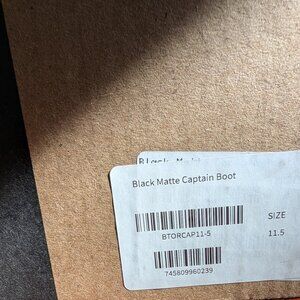 Black Matte Captain Boot
BTORCAP11-5
SIZE
11.5
745809960239